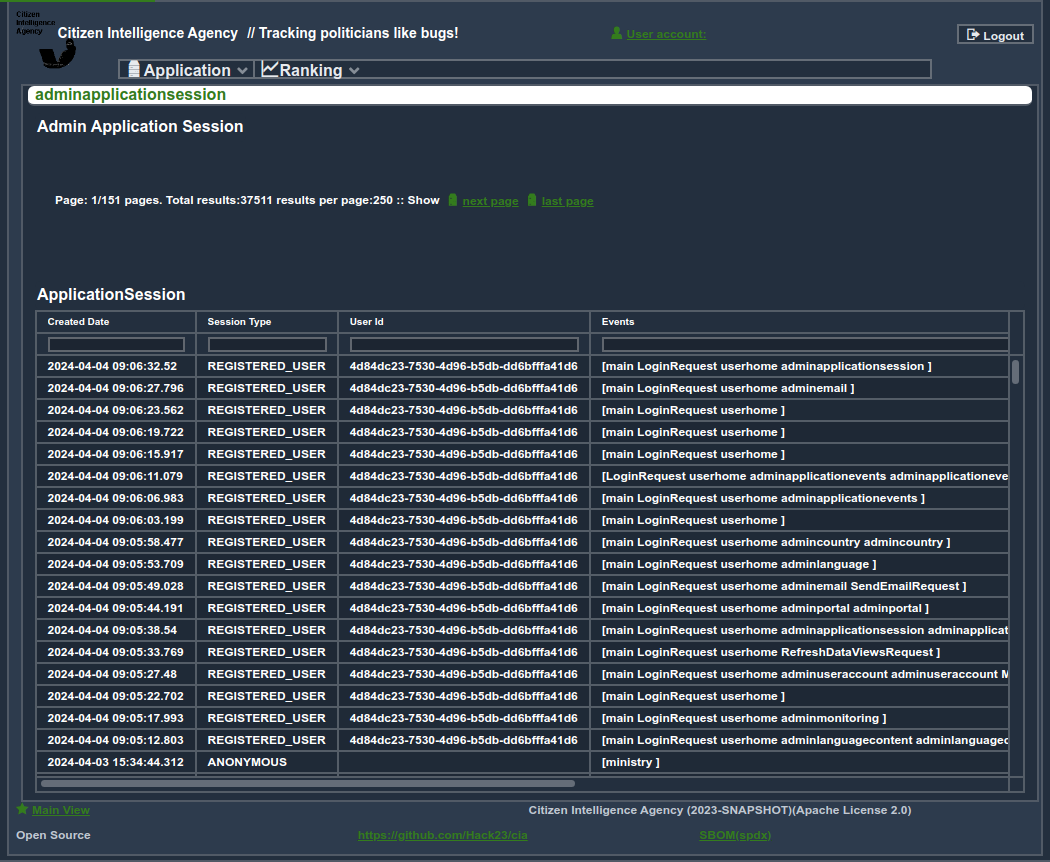 Citizen
Intelligence
Agency
Citizen Intelligence Agency // Tracking politicians like bugs!
User account:
Logout
Application Ranking
adminapplicationsession
Admin Application Session
Page: 1/151 pages. Total results:37511 results per page:250 :: Show next page last page
ApplicationSession
Created Date Session Type User Id Events
2024-04-04 09:06:32.52 REGISTERED_USER 4d84dc23-7530-4d96-b5db-dd6bfffa41d6 [main LoginRequest userhome adminapplicationsession ]
2024-04-04 09:06:27.796 REGISTERED_USER 4d84dc23-7530-4d96-b5db-dd6bfffa41d6 [main LoginRequest userhome adminemail ]
2024-04-04 09:06:23.562 REGISTERED_USER 4d84dc23-7530-4d96-b5db-dd6bfffa41d6 [main LoginRequest userhome ]
2024-04-04 09:06:19.722 REGISTERED_USER 4d84dc23-7530-4d96-b5db-dd6bfffa41d6 [main LoginRequest userhome ]
2024-04-04 09:06:15.917 REGISTERED_USER 4d84dc23-7530-4d96-b5db-dd6bfffa41d6 [main LoginRequest userhome ]
2024-04-04 09:06:11.079 REGISTERED_USER 4d84dc23-7530-4d96-b5db-dd6bfffa41d6 [LoginRequest userhome adminapplicationevents adminapplicationeve
2024-04-04 09:06:06.983 REGISTERED_USER 4d84dc23-7530-4d96-b5db-dd6bfffa41d6 [main LoginRequest userhome adminapplicationevents ]
2024-04-04 09:06:03.199 REGISTERED_USER 4d84dc23-7530-4d96-b5db-dd6bfffa41d6 [main LoginRequest userhome ]
2024-04-04 09:05:58.477 REGISTERED_USER 4d84dc23-7530-4d96-b5db-dd6bfffa41d6 [main LoginRequest userhome admincountry admincountry ]
2024-04-04 09:05:53.709 REGISTERED_USER 4d84dc23-7530-4d96-b5db-dd6bfffa41d6 [main LoginRequest userhome adminlanguage ]
2024-04-04 09:05:49.028 REGISTERED_USER 4d84dc23-7530-4d96-b5db-dd6bfffa41d6 [main LoginRequest userhome adminemail SendEmailRequest ]
2024-04-04 09:05:44.191 REGISTERED_USER 4d84dc23-7530-4d96-b5db-dd6bfffa41d6 [main LoginRequest userhome adminportal adminportal ]
2024-04-04 09:05:38.54 REGISTERED_USER 4d84dc23-7530-4d96-b5db-dd6bfffa41d6 [main LoginRequest userhome adminapplicationsession adminapplicat
2024-04-04 09:05:33.769 REGISTERED_USER 4d84dc23-7530-4d96-b5db-dd6bfffa41d6 [main LoginRequest userhome RefreshDataViewsRequest ]
2024-04-04 09:05:27.48 REGISTERED_USER 4d84dc23-7530-4d96-b5db-dd6bfffa41d6 [main LoginRequest userhome adminuseraccount adminuseraccount M
2024-04-04 09:05:22.702 REGISTERED_USER 4d84dc23-7530-4d96-b5db-dd6bfffa41d6 [main LoginRequest userhome ]
2024-04-04 09:05:17.993 REGISTERED_USER 4d84dc23-7530-4d96-b5db-dd6bfffa41d6 [main LoginRequest userhome adminmonitoring ]
2024-04-04 09:05:12.803 REGISTERED_USER 4d84dc23-7530-4d96-b5db-dd6bfffa41d6 [main LoginRequest userhome adminlanguagecontent adminlanguagec
2024-04-03 15:34:44.312 ANONYMOUS [ministry ]
Main View Citizen Intelligence Agency (2023-SNAPSHOT)(Apache License 2.0)
Open Source https://github.com/Hack23/cia SBOM(spdx)